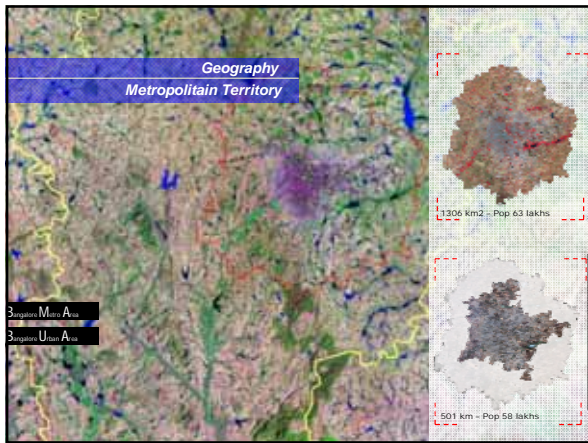 Geography
Metropolitain Territory
1306 km2 - Pop 63 lakhs
Bangalore Metro Area
Bangalore Urban Area
501 km - Pop 58 lakhs